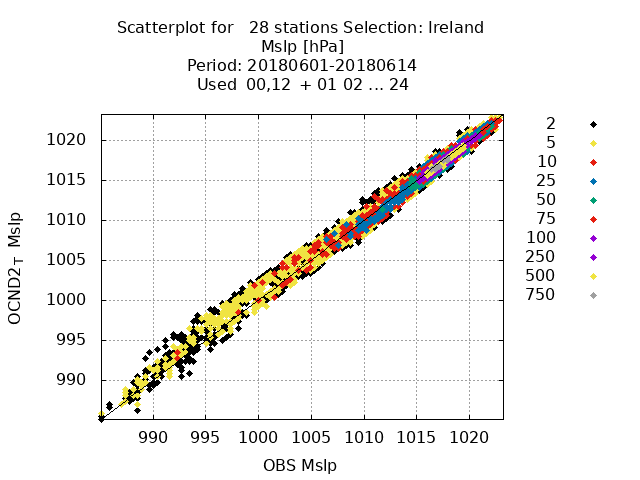 Scatterplot for   28 stations Selection: Ireland
Mslp [hPa]
Period: 20180601-20180614
Used  00,12  + 01 02 ... 24
2
5
10
25
50
75
100
250
500
750
1020
1015
1010
1005
1000
995
990
OCND2_T  Mslp
990 995 1000 1005 1010 1015 1020
OBS Mslp